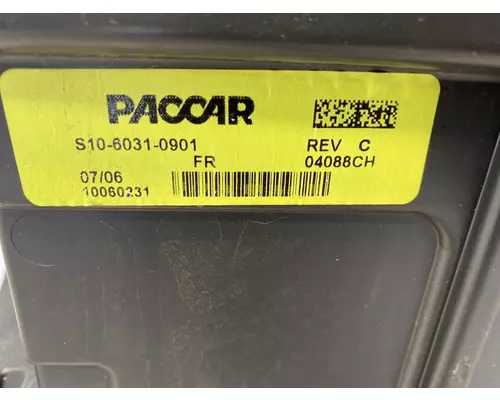 PACCAR
S10-6031-0901 REV C
FR 04088CH
07/06
10060231